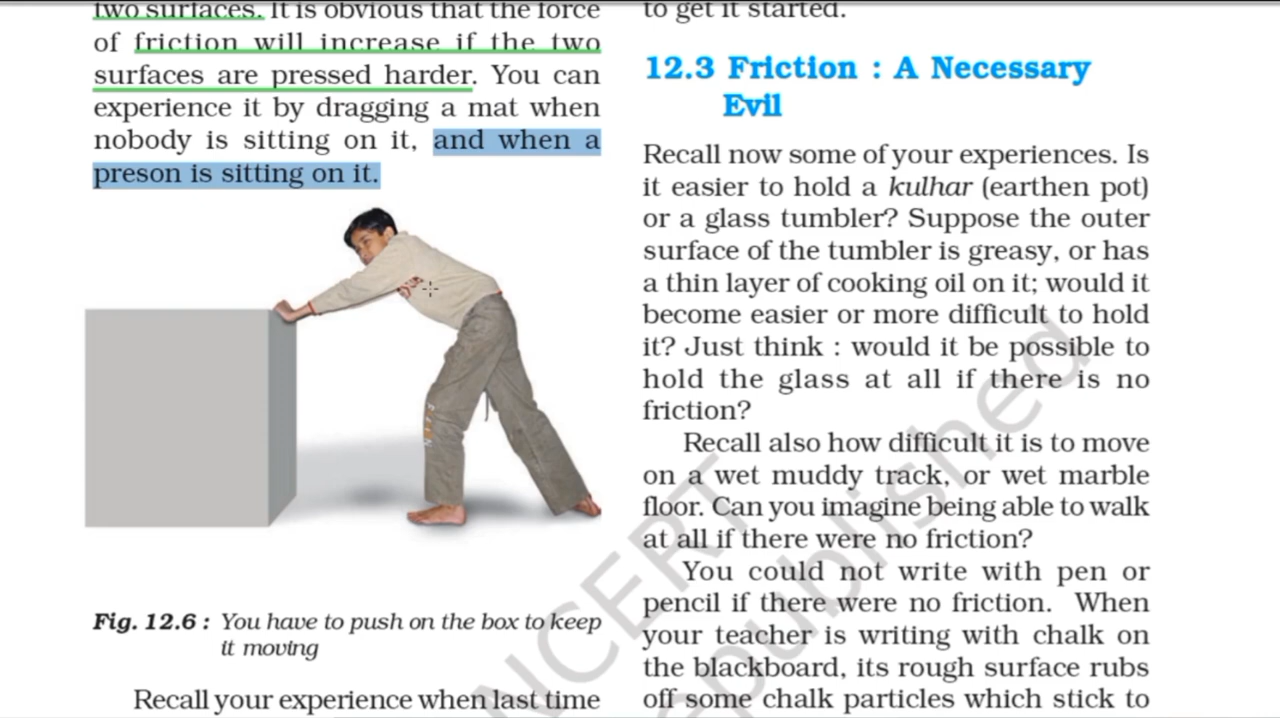 two surfaces. It is obvious that the force
of friction will increase if the two
surfaces are pressed harder. You can
experience it by dragging a mat when
nobody is sitting on it, and when a
preson is sitting on it.
Fig. 12.6 : You have to push on the box to keep
it moving
Recall your experience when last time
to get it started.
12.3 Friction : A Necessary
Evil
Recall now some of your experiences. Is
it easier to hold a kulhar (earthen pot)
or a glass tumbler? Suppose the outer
surface of the tumbler is greasy, or has
a thin layer of cooking oil on it; would it
become easier or more difficult to hold
it? Just think : would it be possible to
hold the glass at all if there is no
friction?
Recall also how difficult it is to move
on a wet muddy track, or wet marble
floor. Can you imagine being able to walk
at all if there were no friction?
You could not write with pen or
pencil if there were no friction. When
your teacher is writing with chalk on
the blackboard, its rough surface rubs
off some chalk particles which stick to
NCERT
republished